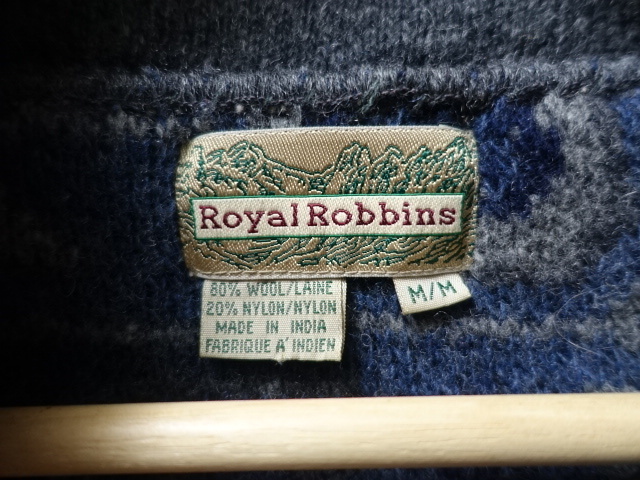 Royal Robbins
80% WOOL/LAINE
20% NYLON/NYLON
MADE IN INDIA
FABRIQUE A' INDIEN
M/M